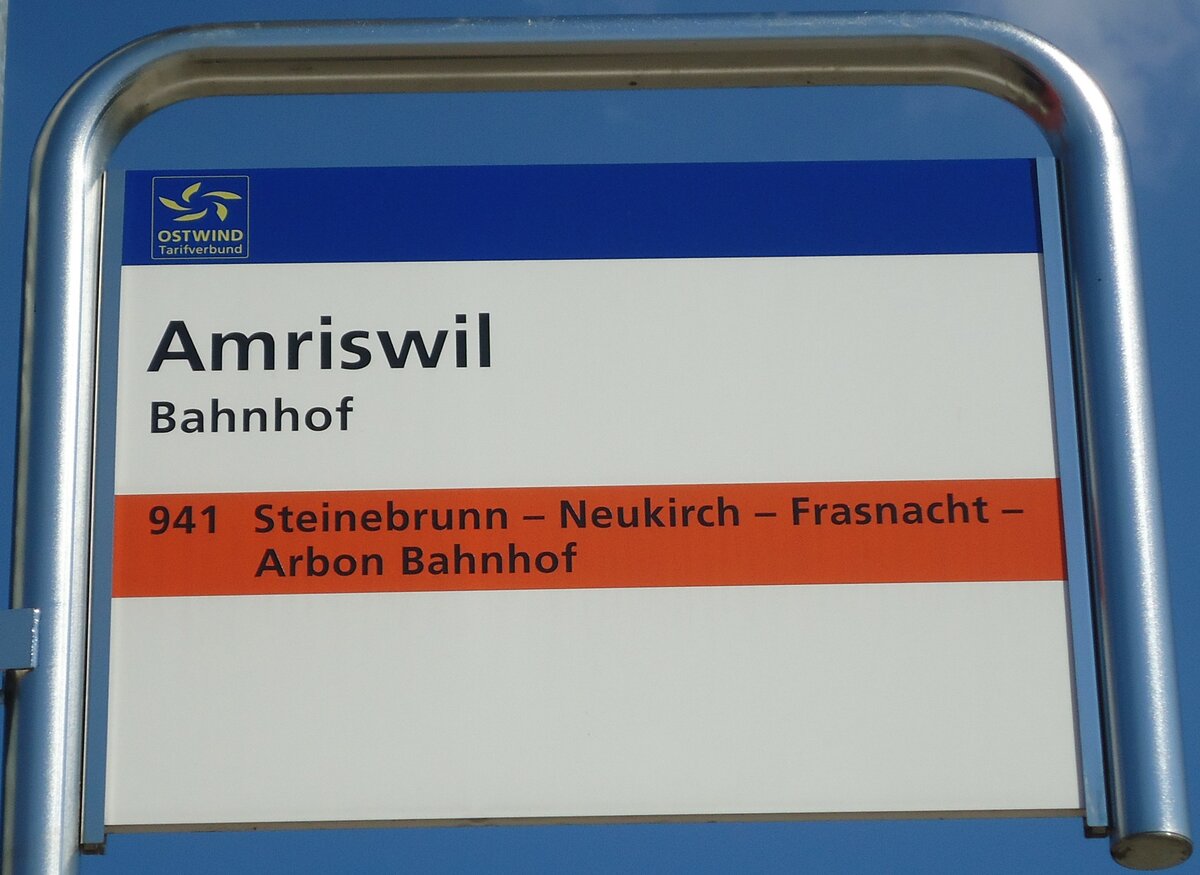 OSTWIND
Tarifverbund
Amriswil
Bahnhof
941 Steinebrunn – Neukirch – Frasnacht –
Arbon Bahnhof